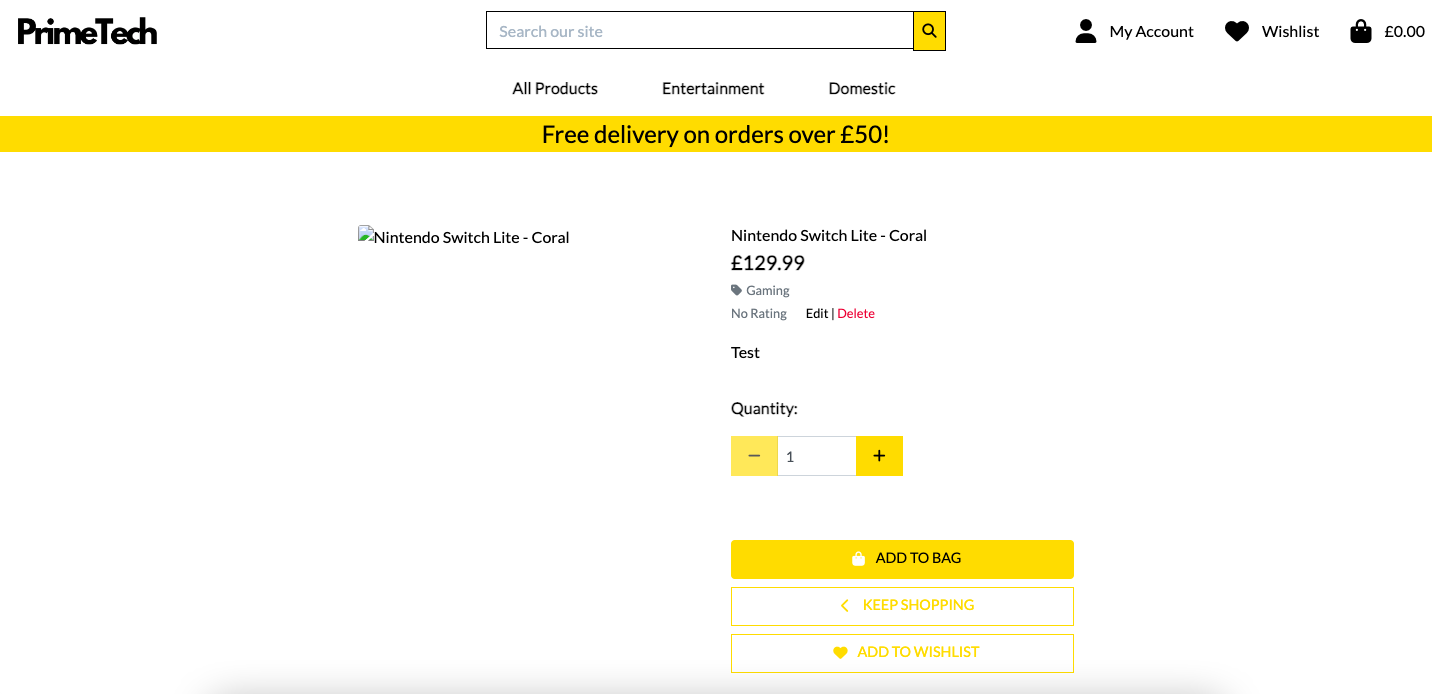 PrimeTech
Search our site
My Account
Wishlist
£0.00
All Products
Entertainment
Domestic
Free delivery on orders over £50!
Nintendo Switch Lite - Coral
Nintendo Switch Lite - Coral
£129.99
Gaming
No Rating Edit | Delete
Test
Quantity:
1
ADD TO BAG
KEEP SHOPPING
ADD TO WISHLIST